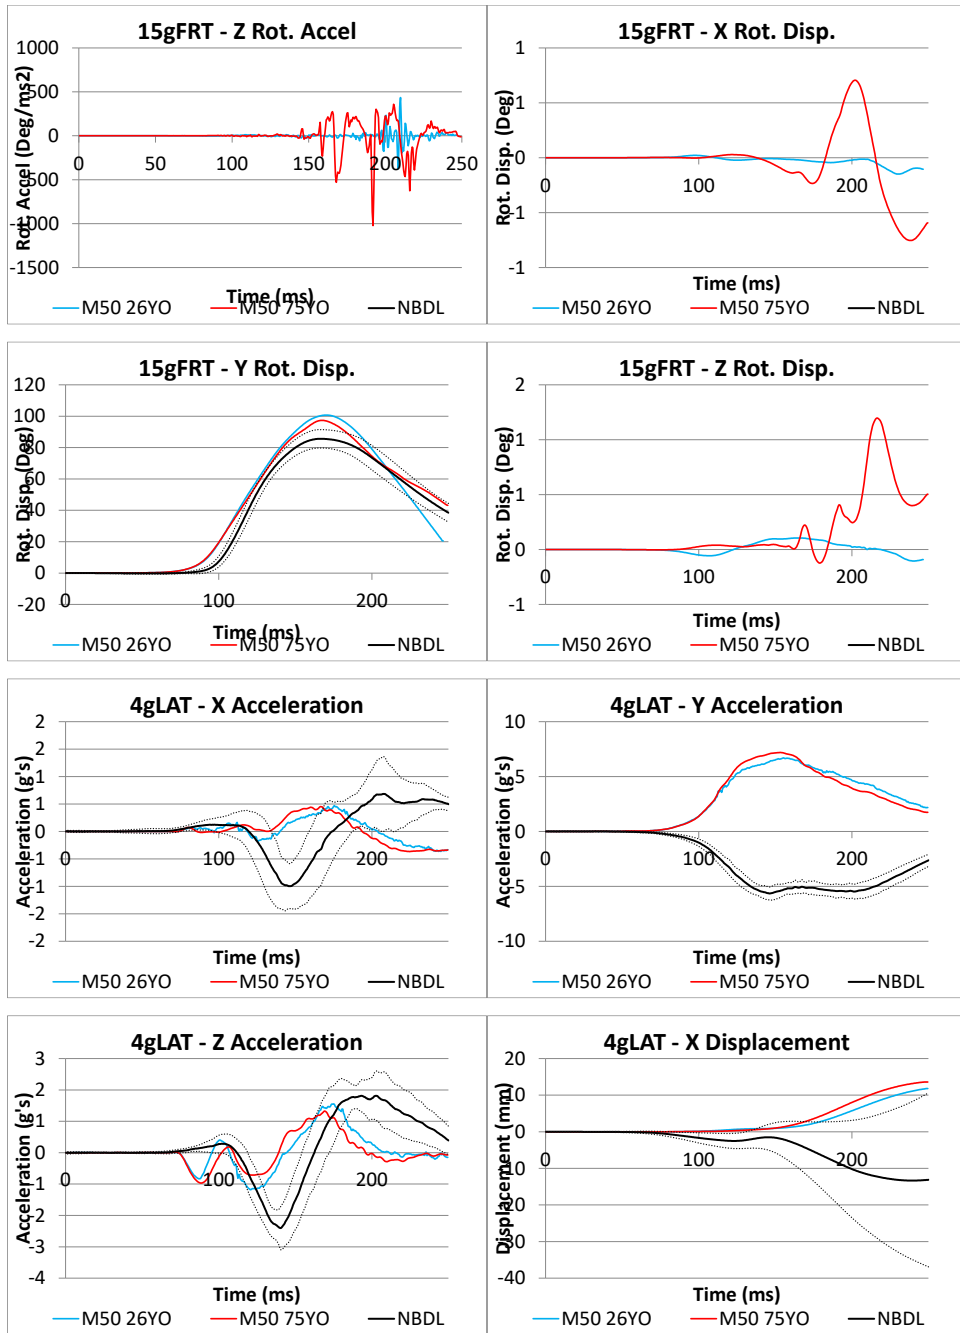 15gFRT - Z Rot. Accel
Rot. Accel (Deg/ms2)
1000
500
0
-500
-1000
-1500
0 50 100 150 200 250
Time (ms)
M50 26YO M50 75YO NBDL
15gFRT - X Rot. Disp.
Rot. Disp. (Deg)
1
1
0
-1
-1
0 100 200
Time (ms)
M50 26YO M50 75YO NBDL
15gFRT - Y Rot. Disp.
Rot. Disp. (Deg)
120
100
80
60
40
20
0
-20
0 100 200
Time (ms)
M50 26YO M50 75YO NBDL
15gFRT - Z Rot. Disp.
Rot. Disp. (Deg)
2
1
1
0
-1
0 100 200
Time (ms)
M50 26YO M50 75YO NBDL
4gLAT - X Acceleration
Acceleration (g's)
2
2
1
1
0
-1
-1
-2
-2
0 100 200
Time (ms)
M50 26YO M50 75YO NBDL
4gLAT - Y Acceleration
Acceleration (g's)
10
5
0
-5
-10
0 100 200
Time (ms)
M50 26YO M50 75YO NBDL
4gLAT - Z Acceleration
Acceleration (g's)
3
2
1
0
-1
-2
-3
-4
0 100 200
Time (ms)
M50 26YO M50 75YO NBDL
4gLAT - X Displacement
Displacement (mm)
20
10
0
-10
-20
-30
-40
0 100 200
Time (ms)
M50 26YO M50 75YO NBDL